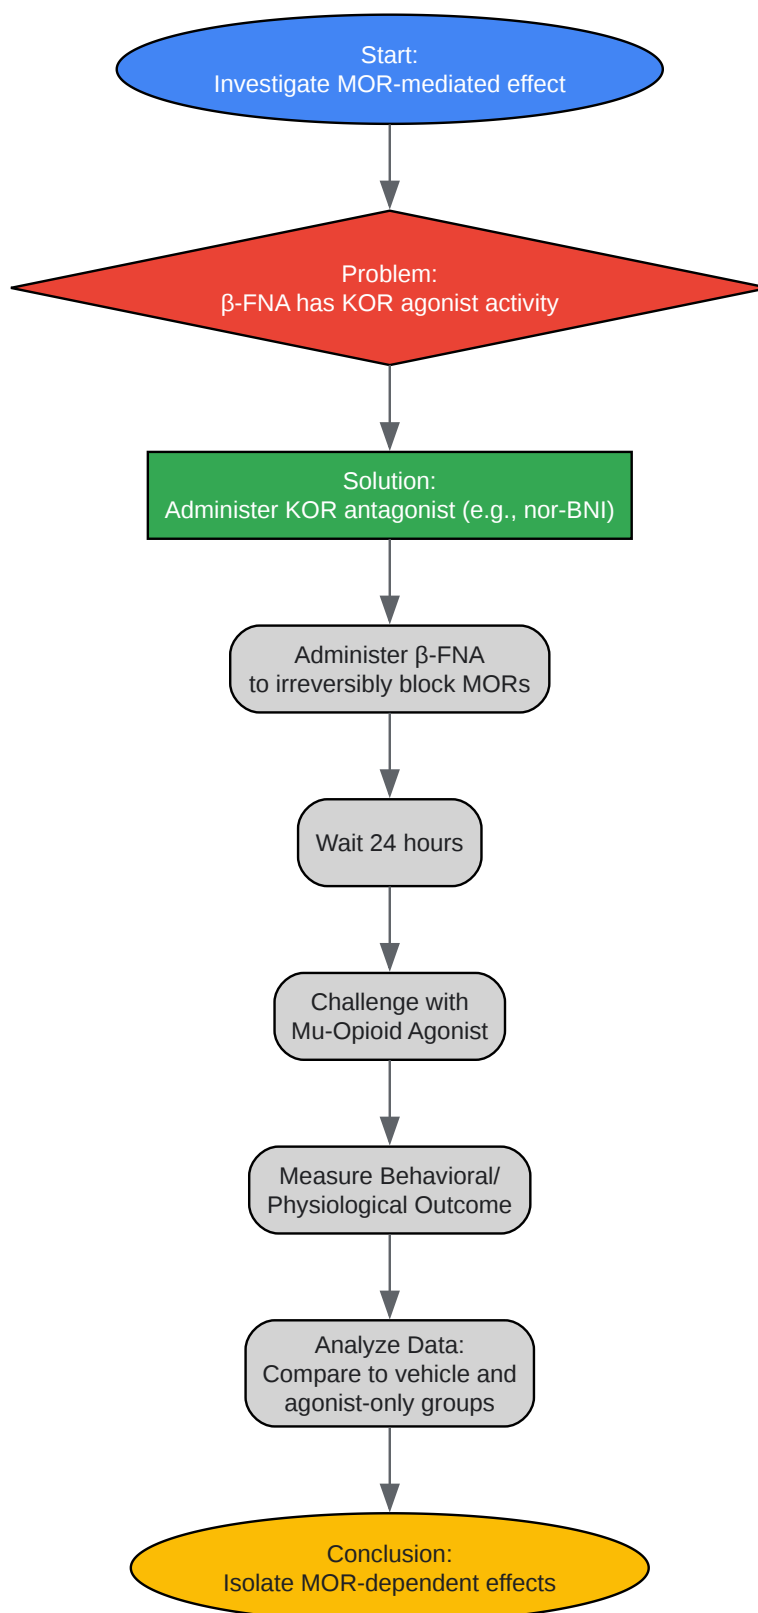 Start:
Investigate MOR-mediated effect
Problem:
β-FNA has KOR agonist activity
Solution:
Administer KOR antagonist (e.g., nor-BNI)
Administer β-FNA
to irreversibly block MORs
Wait 24 hours
Challenge with
Mu-Opioid Agonist
Measure Behavioral/
Physiological Outcome
Analyze Data:
Compare to vehicle and
agonist-only groups
Conclusion:
Isolate MOR-dependent effects